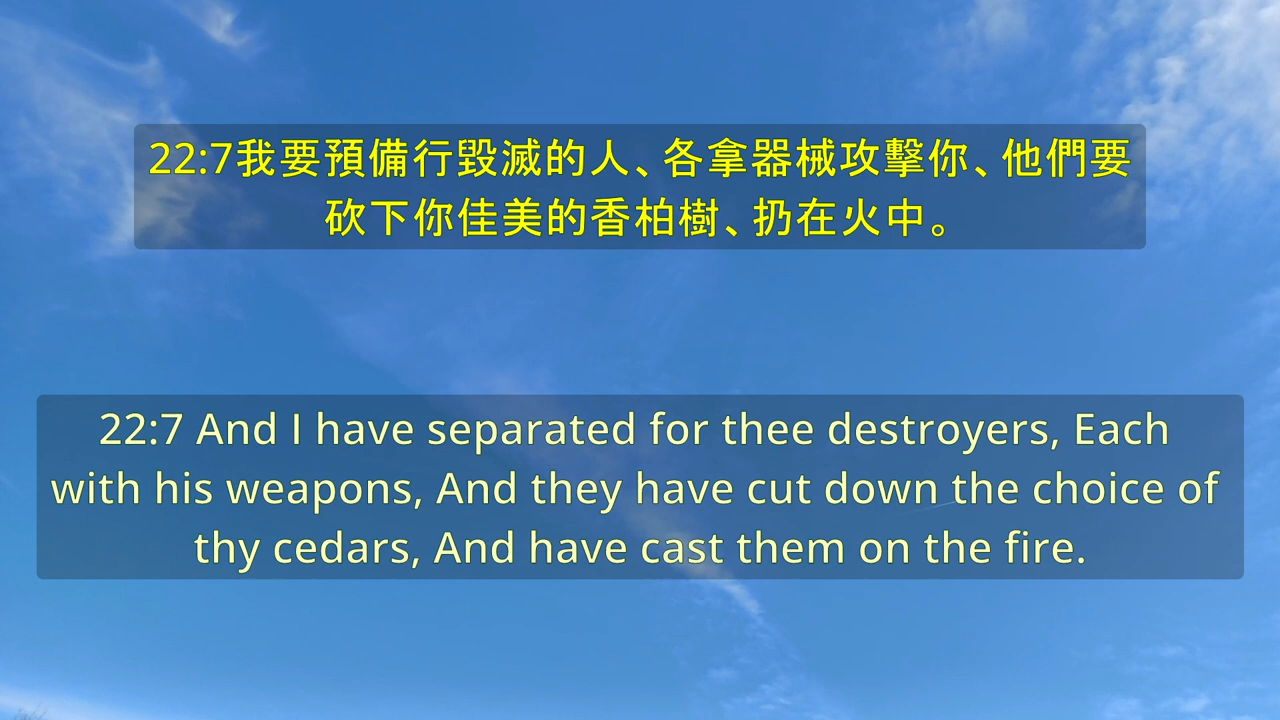 22:7我要預備行毀滅的人、各拿器械攻擊你、他們要
砍下你佳美的香柏樹、扔在火中。
22:7 And I have separated for thee destroyers, Each
with his weapons, And they have cut down the choice of
thy cedars, And have cast them on the fire.